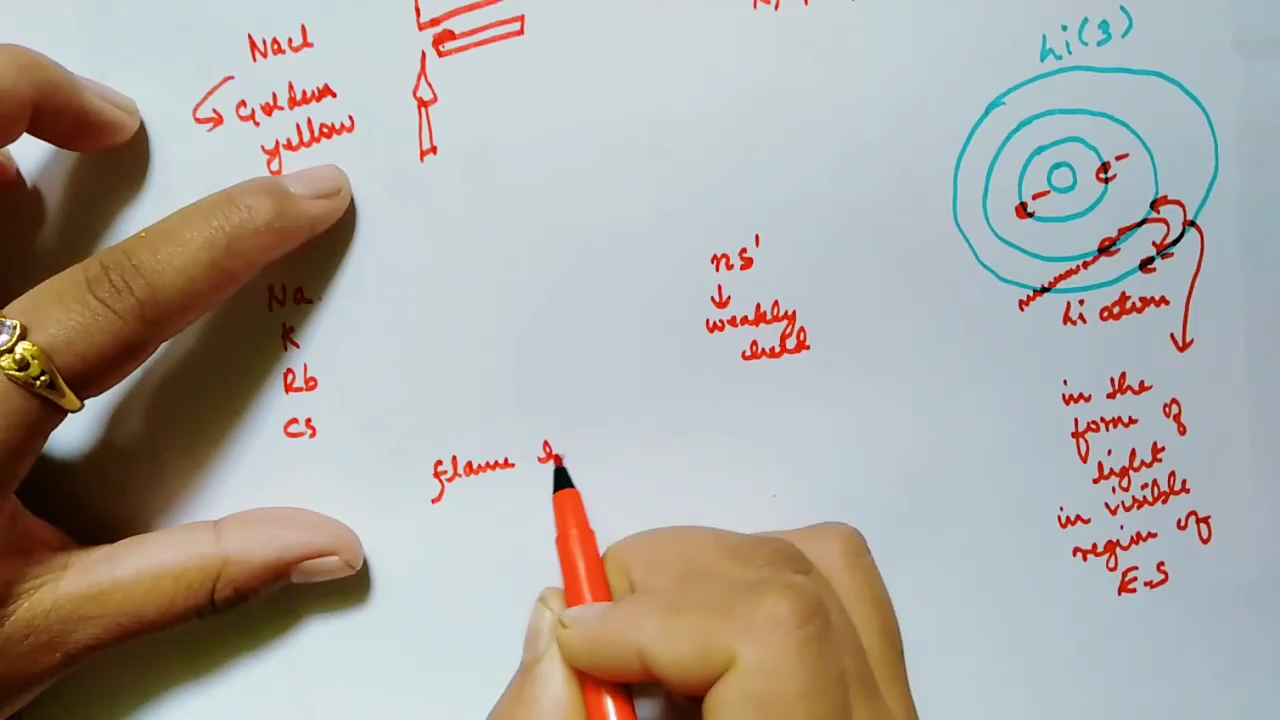 Nacl
Golden
yellow
Na
K
Rb
Cs
flame
ns¹
weakly
held
Li(3)
e⁻
e⁻
e⁻
e⁻
Li atom
in the
form of
light
in visible
region of
E.S